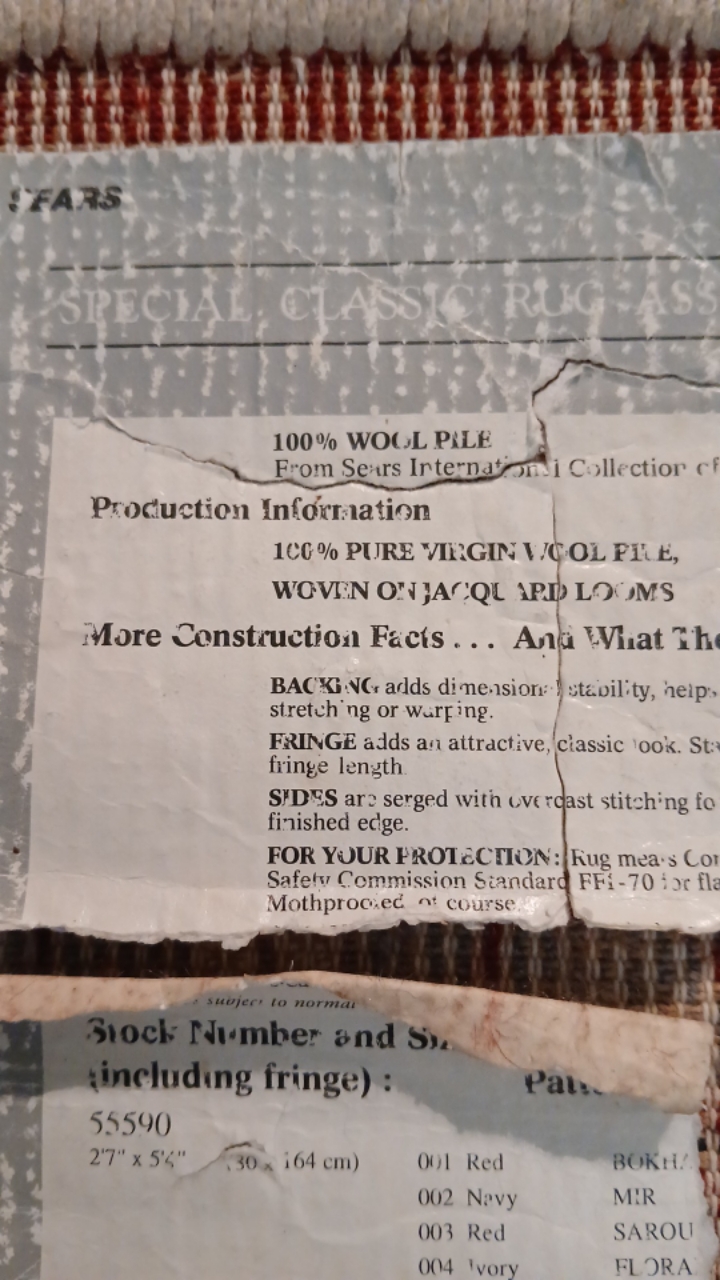 SEARS
SPECIAL CLASSIC RUG ASS
100% WOOL PILE
From Sears International Collection of
Production Information
100% PURE VIRGIN WOOL PILE,
WOVEN ON JACQUARD LOOMS
More Construction Facts . . . And What The
BACKING adds dimensional stability, helps
stretching or warping.
FRINGE adds an attractive, classic look.
fringe length
SIDES are serged with overcast stitching fo
finished edge.
FOR YOUR PROTECTION: Rug meets Con
Safety Commission Standard FF1-70 for fla
Mothproofed of course.
subject to normal
Stock Number and
(including fringe) :
55590
2'7" x 5'4" 164 cm)
001 Red
BOKHA
002 Navy
MIR
003 Red
SAROU
004 Ivory
FLORA